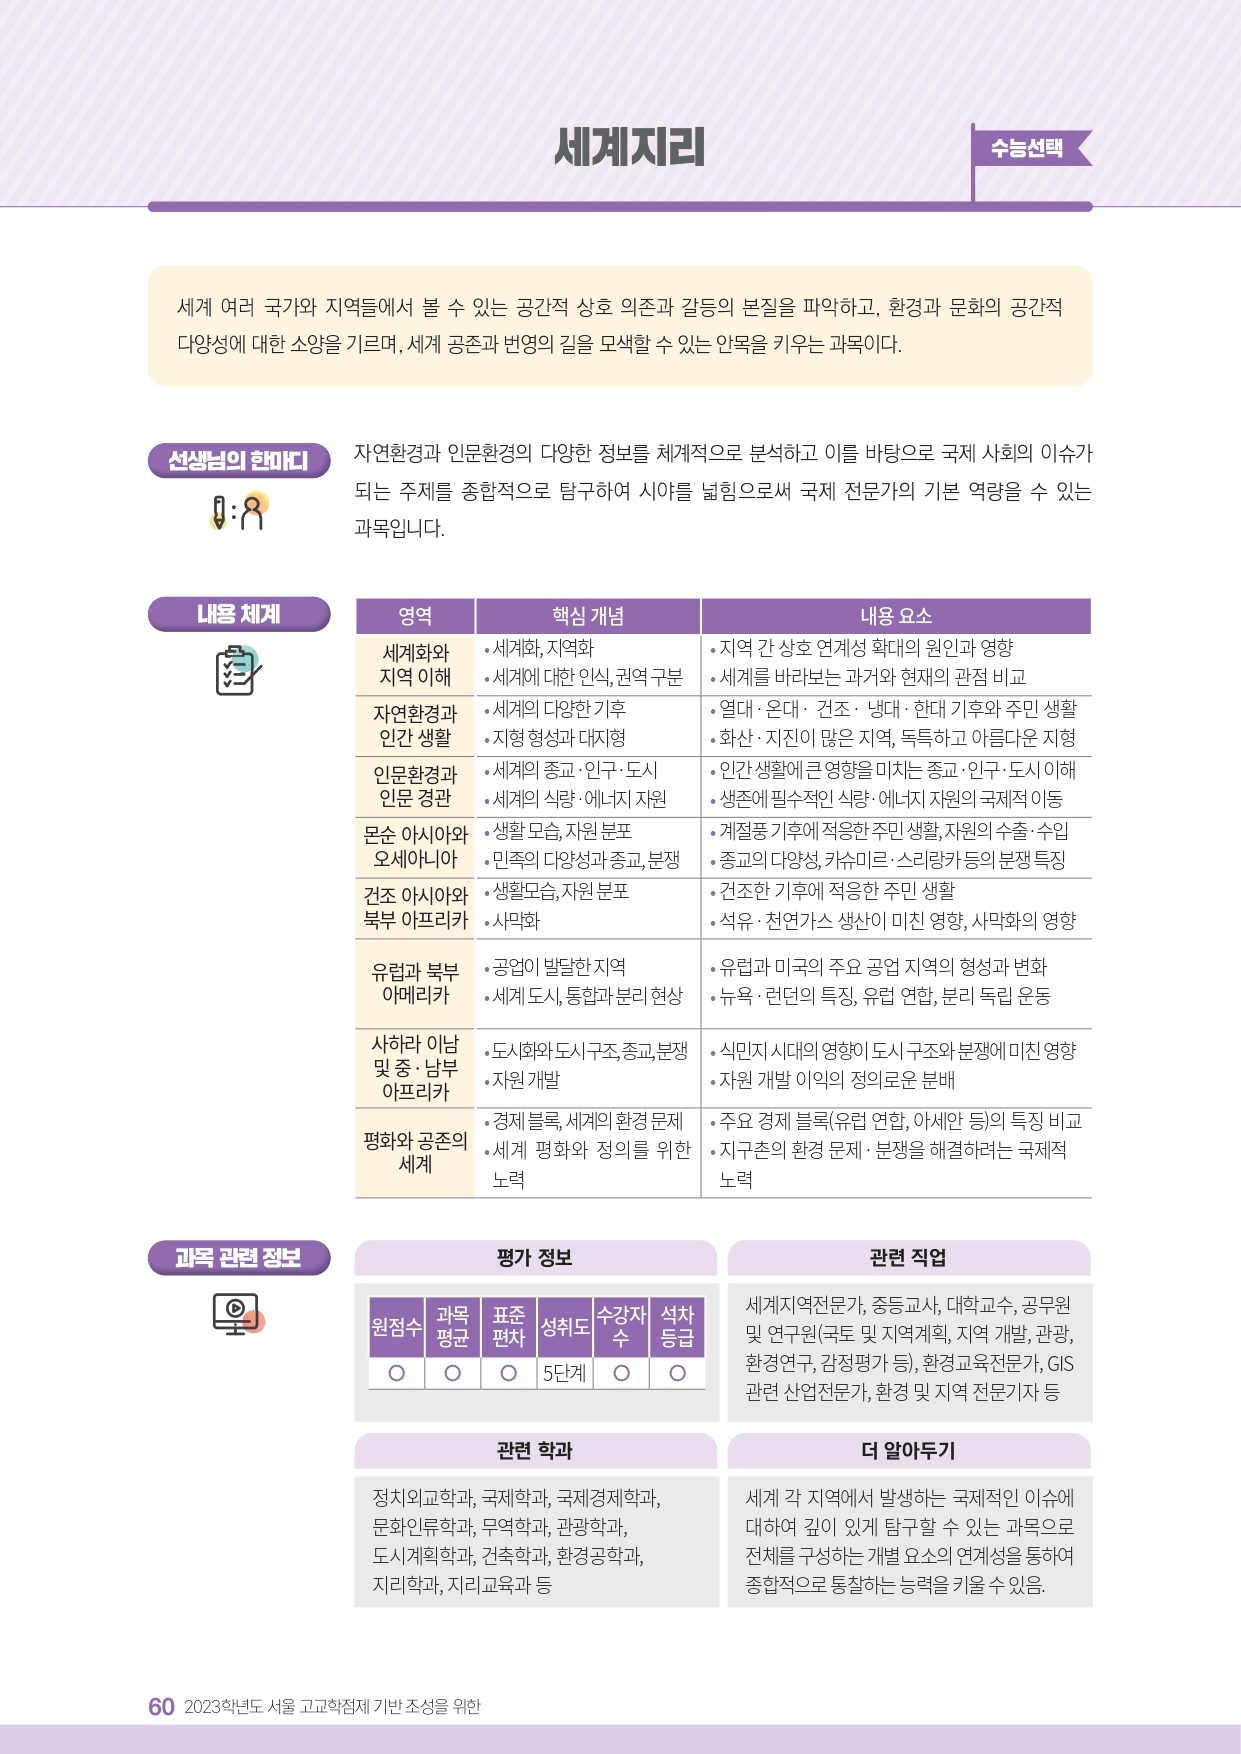 세계지리
수능선택
세계 여러 국가와 지역들에서 볼 수 있는 공간적 상호 의존과 갈등의 본질을 파악하고, 환경과 문화의 공간적
다양성에 대한 소양을 기르며, 세계 공존과 번영의 길을 모색할 수 있는 안목을 키우는 과목이다.
선생님의 한마디
자연환경과 인문환경의 다양한 정보를 체계적으로 분석하고 이를 바탕으로 국제 사회의 이슈가
되는 주제를 종합적으로 탐구하여 시야를 넓힘으로써 국제 전문가의 기본 역량을 수 있는
과목입니다.
내용 체계
영역 핵심 개념 내용 요소
세계화와
지역 이해
• 세계화, 지역화
• 세계에 대한 인식, 권역 구분
• 지역 간 상호 연계성 확대의 원인과 영향
• 세계를 바라보는 과거와 현재의 관점 비교
자연환경과
인간 생활
• 세계의 다양한 기후
• 지형 형성과 대지형
• 열대 · 온대 · 건조 · 냉대 · 한대 기후와 주민 생활
• 화산 · 지진이 많은 지역, 독특하고 아름다운 지형
인문환경과
인문 경관
• 세계의 종교 · 인구 · 도시
• 세계의 식량 · 에너지 자원
• 인간 생활에 큰 영향을 미치는 종교 · 인구 · 도시 이해
• 생존에 필수적인 식량 · 에너지 자원의 국제적 이동
몬순 아시아와
오세아니아
• 생활 모습, 자원 분포
• 민족의 다양성과 종교, 분쟁
• 계절풍 기후에 적응한 주민 생활, 자원의 수출 · 수입
• 종교의 다양성, 카슈미르 · 스리랑카 등의 분쟁 특징
건조 아시아와
북부 아프리카
• 생활모습, 자원 분포
• 사막화
• 건조한 기후에 적응한 주민 생활
• 석유 · 천연가스 생산이 미친 영향, 사막화의 영향
유럽과 북부
아메리카
• 공업이 발달한 지역
• 세계 도시, 통합과 분리 현상
• 유럽과 미국의 주요 공업 지역의 형성과 변화
• 뉴욕 · 런던의 특징, 유럽 연합, 분리 독립 운동
사하라 이남
및 중 · 남부
아프리카
• 도시화와 도시 구조, 종교, 분쟁
• 자원 개발
• 식민지 시대의 영향이 도시 구조와 분쟁에 미친 영향
• 자원 개발 이익의 정의로운 분배
평화와 공존의
세계
• 경제 블록, 세계의 환경 문제
• 세계 평화와 정의를 위한
노력
• 주요 경제 블록(유럽 연합, 아세안 등)의 특징 비교
• 지구촌의 환경 문제 · 분쟁을 해결하려는 국제적
노력
과목 관련 정보
평가 정보
원점수 과목 평균 표준 편차 성취도 수강자 수 석차 등급
○ ○ ○ 5단계 ○ ○
관련 직업
세계지역전문가, 중등교사, 대학교수, 공무원
및 연구원(국토 및 지역계획, 지역 개발, 관광,
환경연구, 감정평가 등), 환경교육전문가, GIS
관련 산업전문가, 환경 및 지역 전문기자 등
관련 학과
정치외교학과, 국제학과, 국제경제학과,
문화인류학과, 무역학과, 관광학과,
도시계획학과, 건축학과, 환경공학과,
지리학과, 지리교육과 등
더 알아두기
세계 각 지역에서 발생하는 국제적인 이슈에
대하여 깊이 있게 탐구할 수 있는 과목으로
전체를 구성하는 개별 요소의 연계성을 통하여
종합적으로 통찰하는 능력을 키울 수 있음.
60 2023학년도 서울 고교학점제 기반 조성을 위한